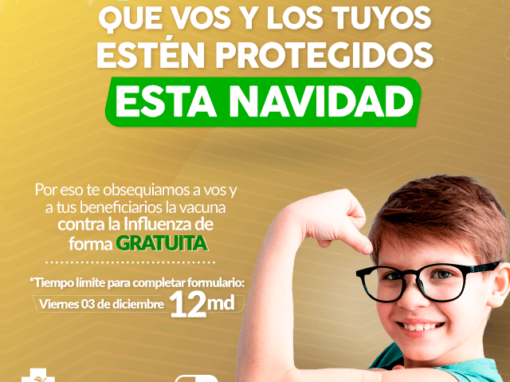 QUE VOS Y LOS TUYOS
ESTÉN PROTEGIDOS
ESTA NAVIDAD
Por eso te obsequiamos a vos y
a tus beneficiarios la vacuna
contra la Influenza de
forma GRATUITA
*Tiempo límite para completar formulario:
Viernes 03 de diciembre 12md